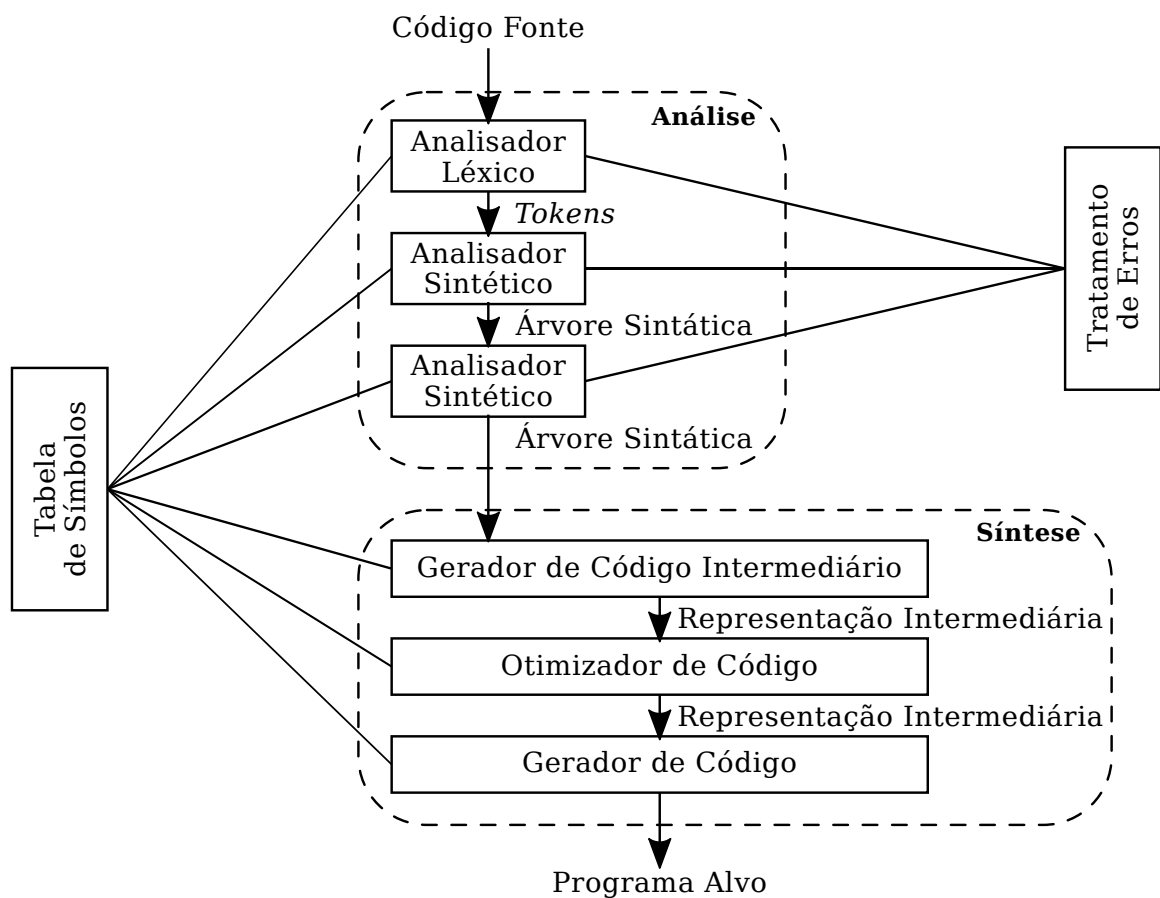 Código Fonte
Análise
Analisador
Léxico
Tokens
Analisador
Sintético
Árvore Sintática
Analisador
Sintético
Árvore Sintática
Tratamento
de Erros
Tabela
de Símbolos
Síntese
Gerador de Código Intermediário
Representação Intermediária
Otimizador de Código
Representação Intermediária
Gerador de Código
Programa Alvo